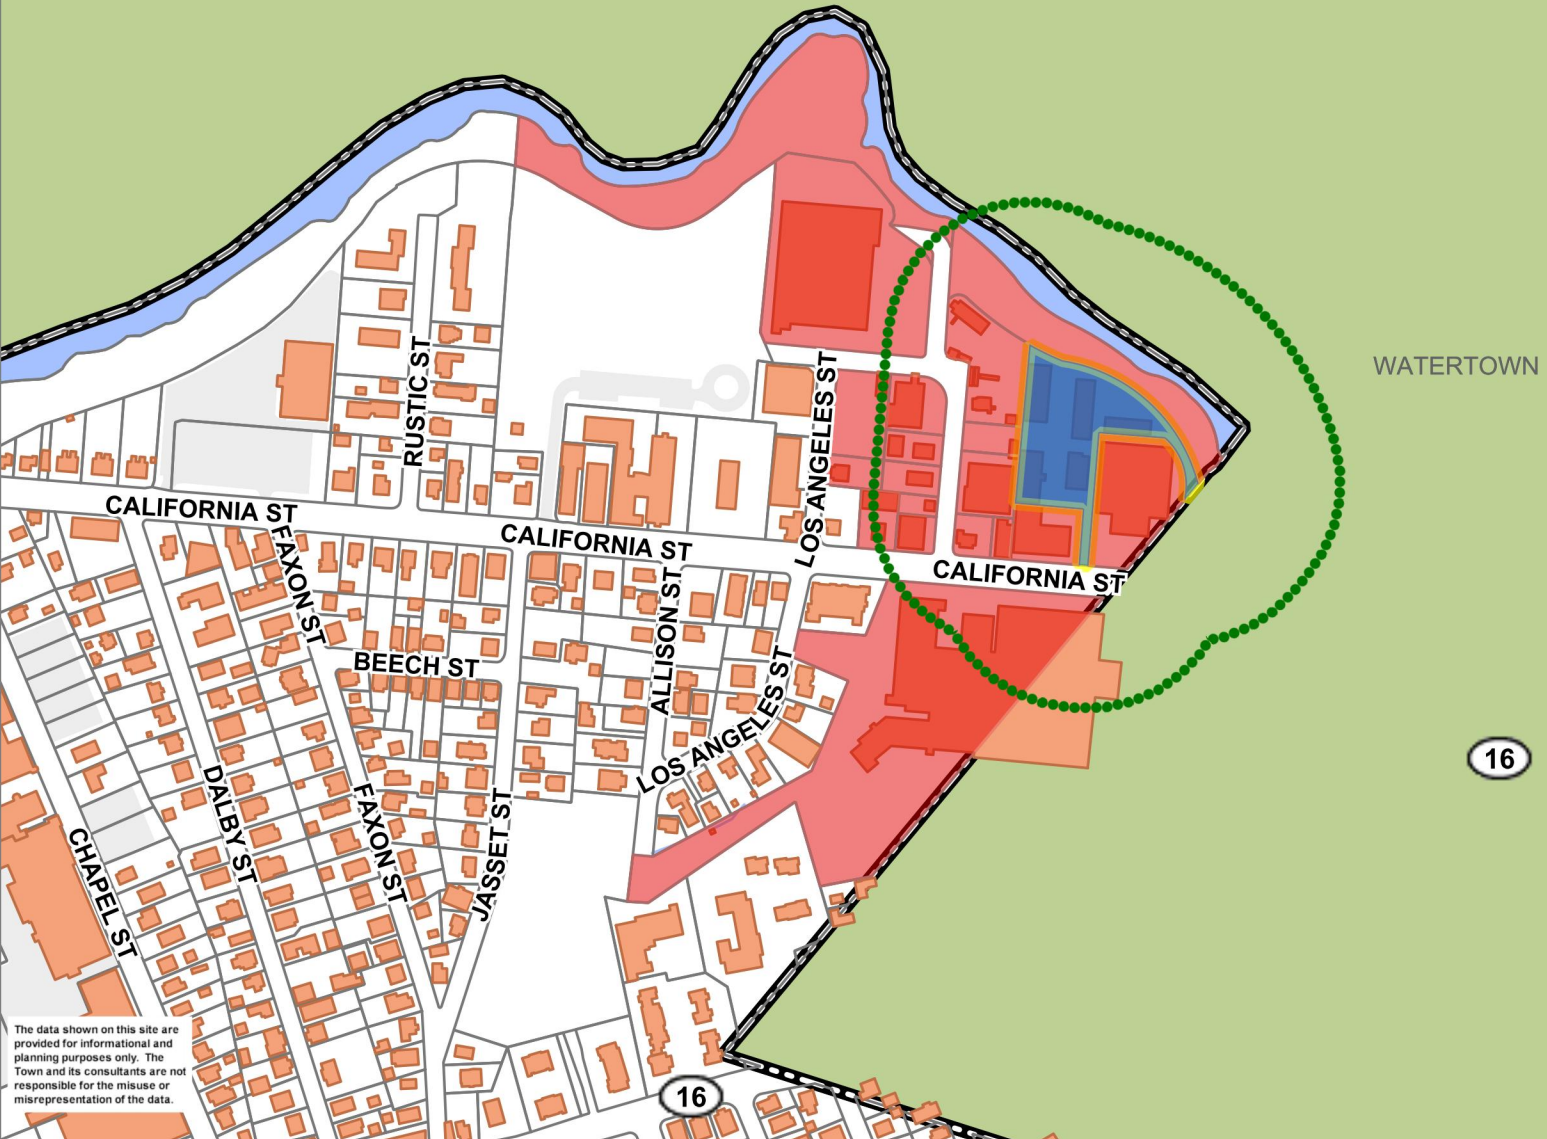 WATERTOWN
RUSTIC ST
LOS ANGELES ST
CALIFORNIA ST
CALIFORNIA ST
CALIFORNIA ST
FAXON ST
ALLISON ST
BEECH ST
LOS ANGELES ST
16
DALBY ST
FAXON ST
JASSET ST
CHAPEL ST
The data shown on this site are
provided for informational and
planning purposes only. The
Town and its consultants are not
responsible for the misuse or
misrepresentation of the data.
16